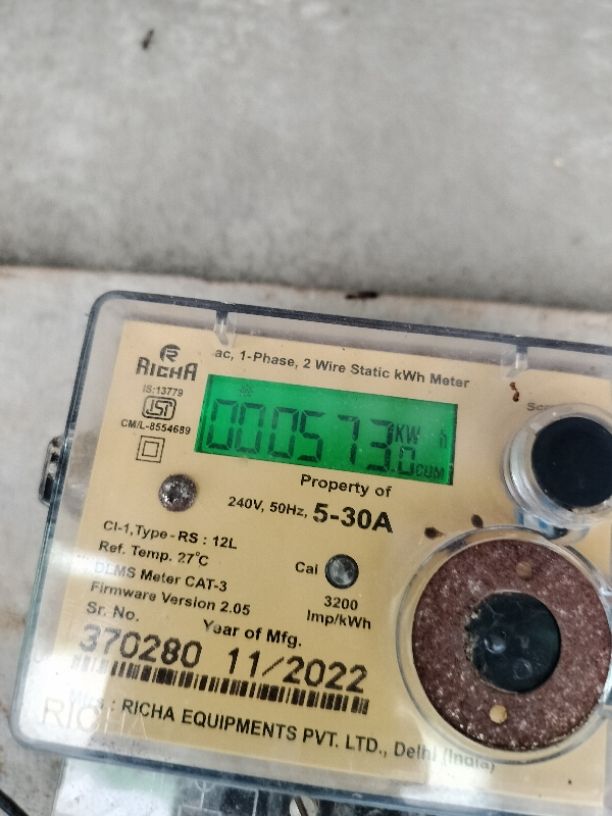 RICHA
ac, 1-Phase, 2 Wire Static kWh Meter
IS:13779
ISI
CM/L-8554689
000573.0 KW h
CUM
Property of
240V, 50Hz, 5-30A
Cl-1, Type - RS : 12L
Ref. Temp. 27°C
DLMS Meter CAT-3
Firmware Version 2.05
Cal
3200
Imp/kWh
Sr. No.
Year of Mfg.
370280 11/2022
RICHA EQUIPMENTS PVT. LTD., Delhi (India)
RICHA